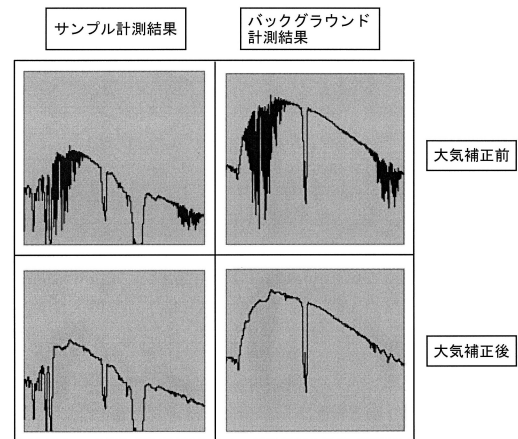 サンプル計測結果
バックグラウンド
計測結果
大気補正前
大気補正後